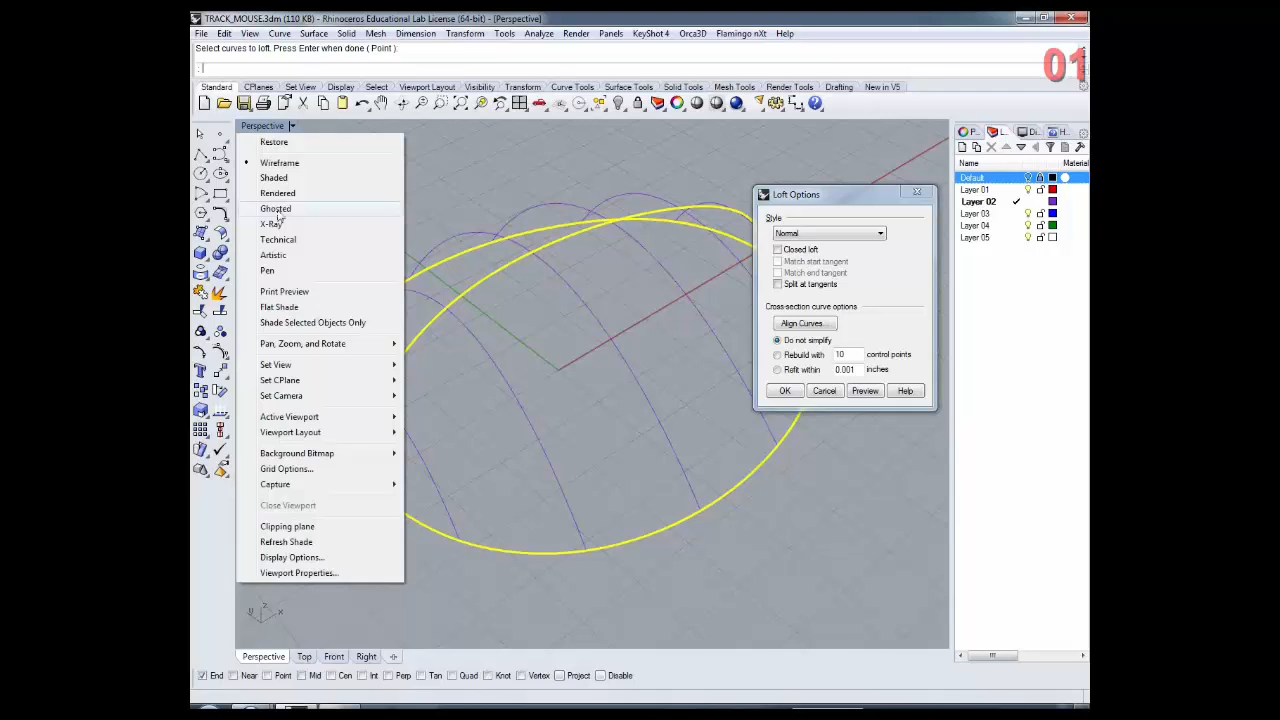 TRACK_MOUSE.3dm (110 KB) - Rhinoceros Educational Lab License (64-bit) - [Perspective]
File Edit View Curve Surface Solid Mesh Dimension Transform Tools Analyze Render Panels KeyShot 4 Orca3D Flamingo nXt Help
Select curves to loft. Press Enter when done ( Point ):
01
Standard CPlanes Set View Display Select Viewport Layout Visibility Transform Curve Tools Surface Tools Solid Tools Mesh Tools Render Tools Drafting New in V5
Perspective
Restore
Wireframe
Shaded
Rendered
Ghosted
X-Ray
Technical
Artistic
Pen
Print Preview
Flat Shade
Shade Selected Objects Only
Pan, Zoom, and Rotate
Set View
Set CPlane
Set Camera
Active Viewport
Viewport Layout
Background Bitmap
Grid Options...
Capture
Close Viewport
Clipping plane
Refresh Shade
Display Options...
Viewport Properties...
Loft Options
Style
Normal
Closed loft
Match start tangent
Match end tangent
Split at tangents
Cross-section curve options
Align Curves...
Do not simplify
Rebuild with 10 control points
Refit within 0.001 inches
OK Cancel Preview Help
P... L... Di... H...
Name Material
Default
Layer 01
Layer 02
Layer 03
Layer 04
Layer 05
y z x
Perspective Top Front Right
End Near Point Mid Cen Int Perp Tan Quad Knot Vertex Project Disable